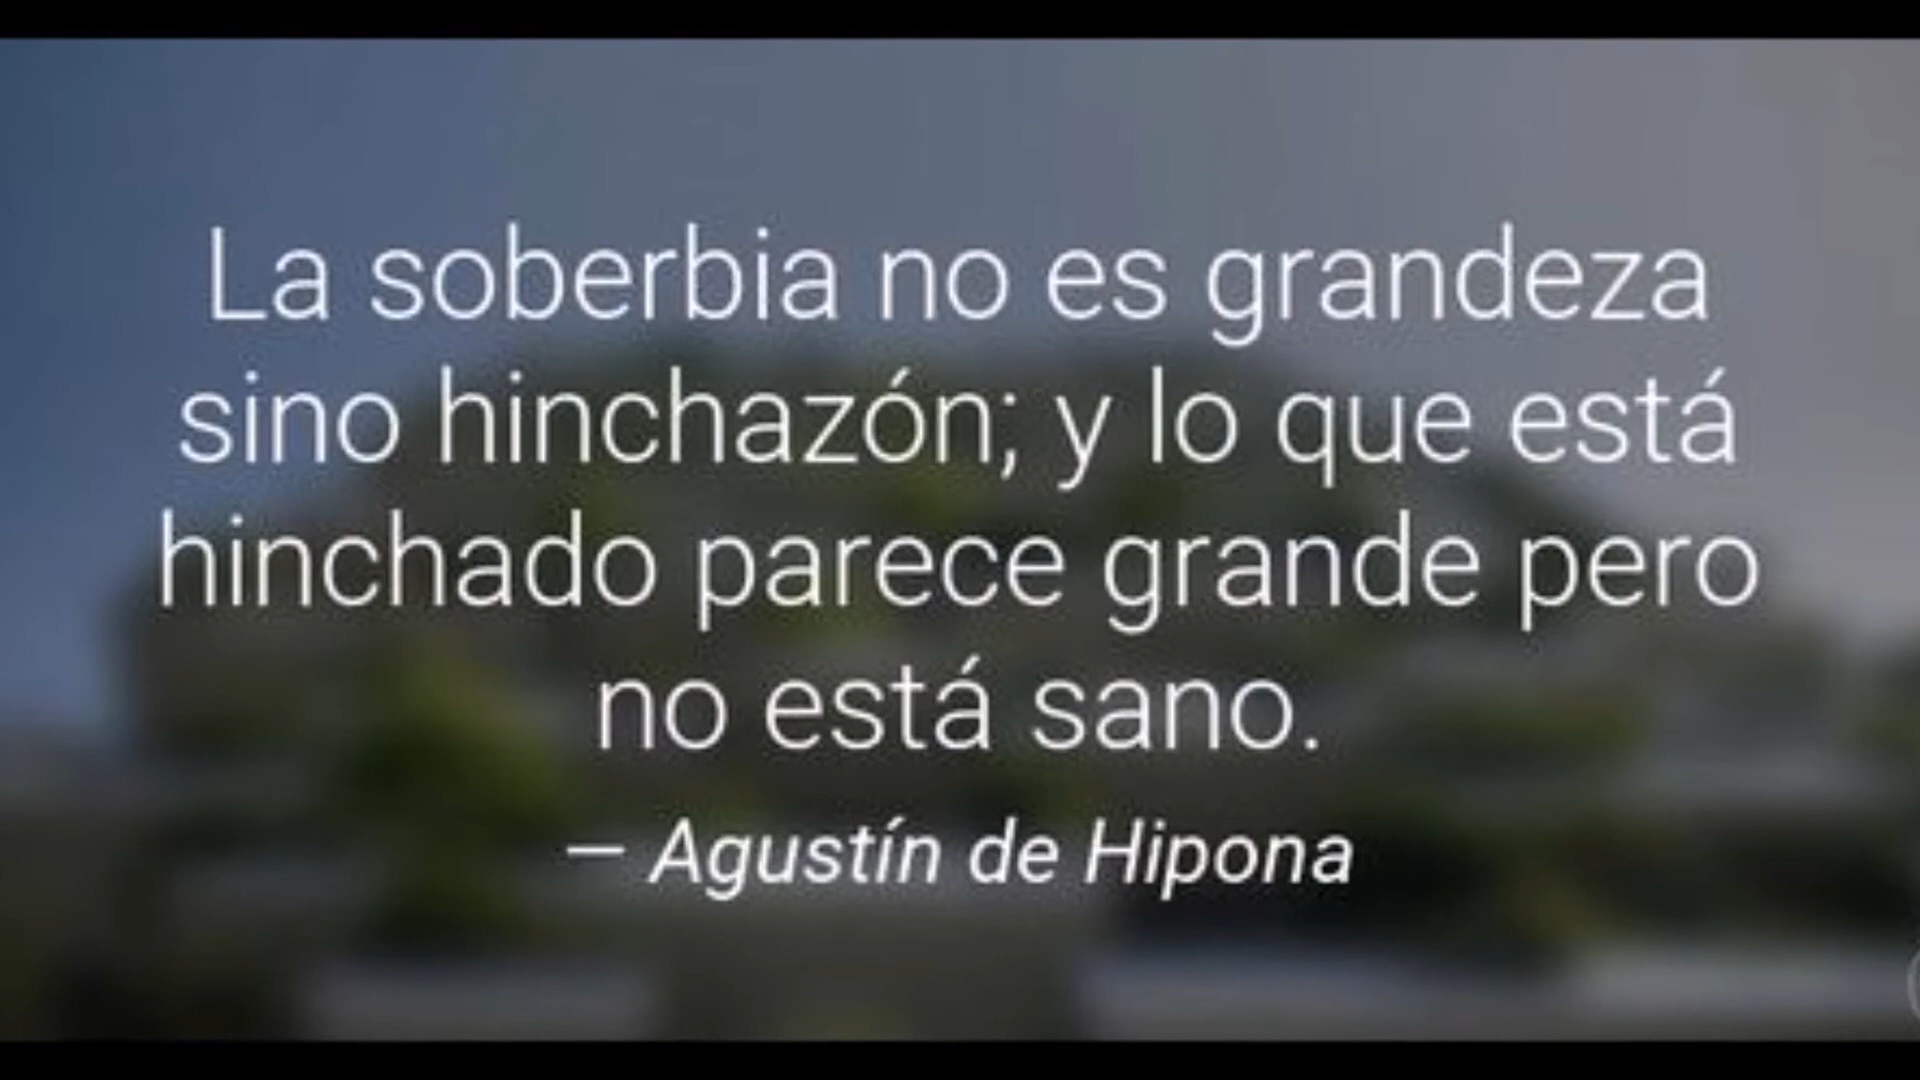 La soberbia no es grandeza
sino hinchazón; y lo que está
hinchado parece grande pero
no está sano.
— Agustín de Hipona